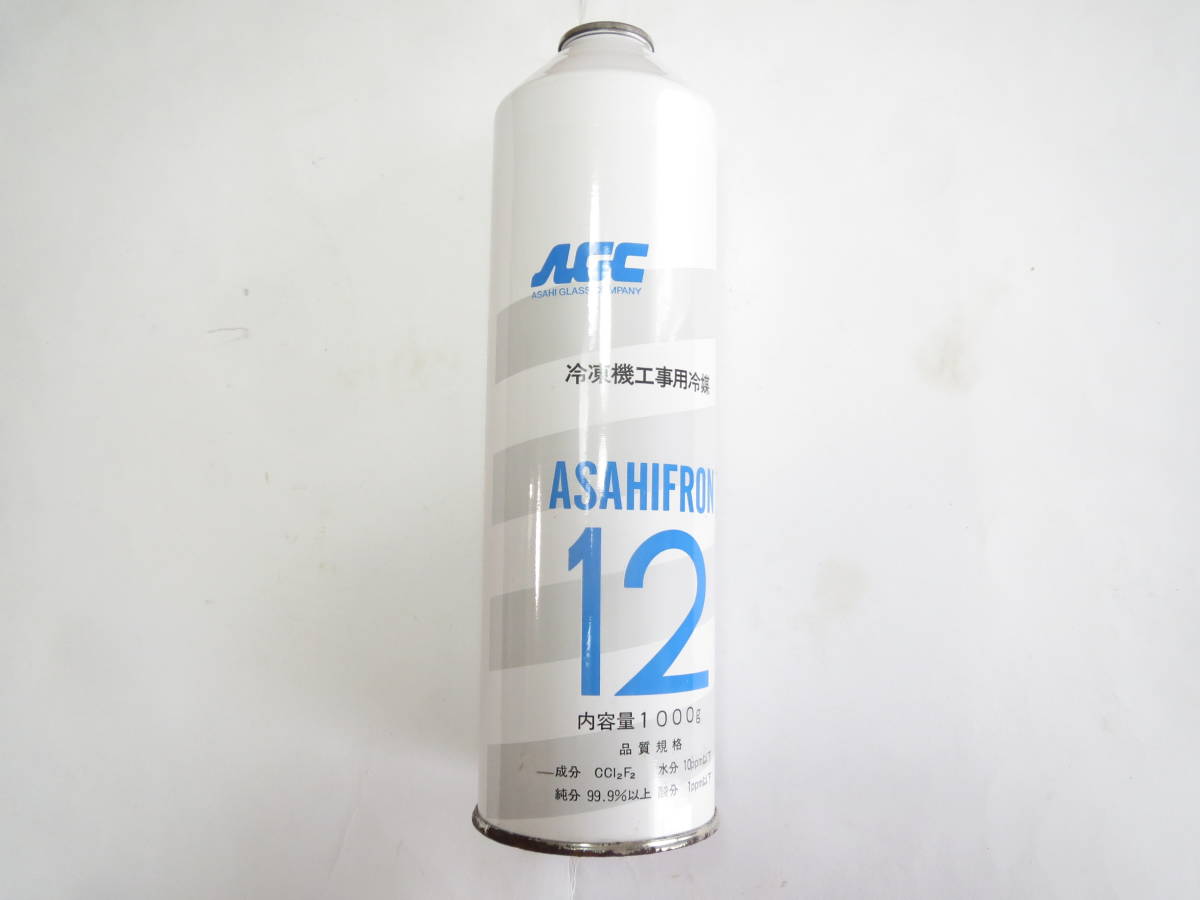 AGC
ASAHI GLASS COMPANY
冷凍機工事用冷媒
ASAHIFRON
12
内容量1000g
品質規格
成分 CCl₂F₂ 水分 10ppm以下
純分 99.9%以上 酸分 1ppm以下